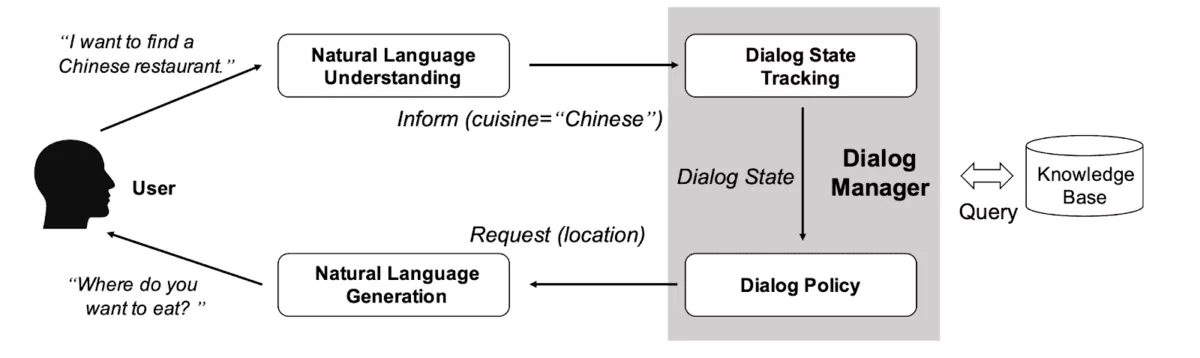 “I want to find a
Chinese restaurant.”
Natural Language
Understanding
Dialog State
Tracking
Inform (cuisine=“Chinese”)
User
Dialog State
Dialog
Manager
Query
Knowledge
Base
Request (location)
“Where do you
want to eat? ”
Natural Language
Generation
Dialog Policy